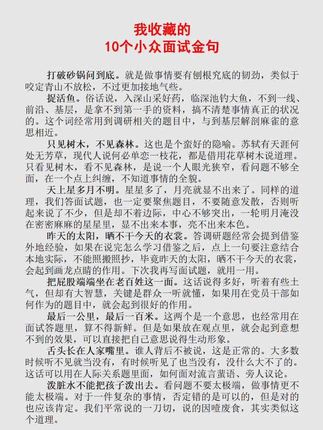 我收藏的
10个小众面试金句
打破砂锅问到底。就是做事情要有刨根究底的韧劲，类似于
咬定青山不放松，不过更加接地气些。
捉活鱼。俗话说，入深山采好药，临深池钓大鱼，不到一线、
前沿、基层，是拿不到第一手的资料，搞不清楚事情真正的状况
的。这个词经常用到调研相关的题目中，与到基层解剖麻雀的意
思相近。
只见树木，不见森林。这也是个蛮好的隐喻。苏轼有天涯何
处无芳草，现代人说何必单恋一枝花，都是借用花草树木说道理。
只看见树木，看不见森林，是说一个人眼光狭窄，看问题不够全
面，在一个点上纠缠，不知道事情的全貌。
天上星多月不明。星星多了，月亮就显不出来了。同样的道
理，我们答面试题，也一定要聚焦题目，不要随意发散，否则听
起来说了不少，但是却不着边际，中心不够突出，一轮明月淹没
在密密麻麻的星星里，显不出来本事，亮不出来本色。
昨天的太阳，晒不干今天的衣裳。答调研题经常会提到借鉴
外地经验，如果在说完怎么学习借鉴之后，点上一句要注意结合
本地实际，不能照搬照抄，毕竟昨天的太阳，晒不干今天的衣裳，
会起到画龙点睛的作用。下次我再写面试题，就用一用。
把屁股端端坐在老百姓这一面。这话说得多好，听着有些土
气，但却有大智慧，关键是群众一听就懂，如果用在党员干部如
何作为的题目中，就会起到很好的作用。
最后一公里，最后一百米。这两个是一个意思，也经常用在
面试答题里，算不得新鲜。但是如果放在观点里，就会起到意想
不到的效果，可以直接把自己意思说得生动形象。
舌头长在人家嘴里。谁人背后不被说，这是正常的。大多数
时候听不见就当没有，有时候听见了也当没有，没什么大不了的。
这话可以用在人际关系题里，如何面对流言蜚语、旁人议论。
泼脏水不能把孩子泼出去。看问题不要太极端，做事情更不
能太极端。对于一件复杂的事情，否定错的是可以的，但是对的
也应该肯定。我们平常说的一刀切，说的因噎废食，其实类似这
个道理。